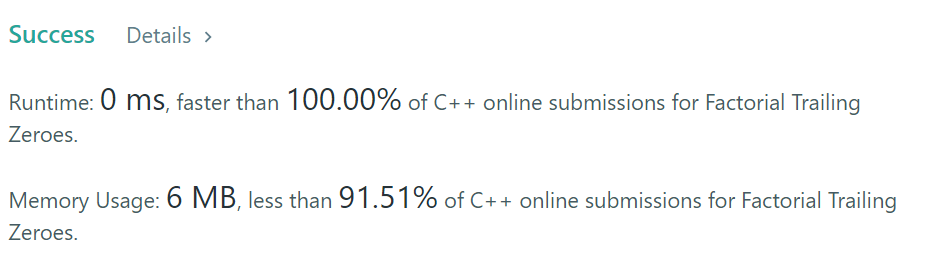 Success Details >
Runtime: 0 ms, faster than 100.00% of C++ online submissions for Factorial Trailing
Zeroes.
Memory Usage: 6 MB, less than 91.51% of C++ online submissions for Factorial Trailing
Zeroes.